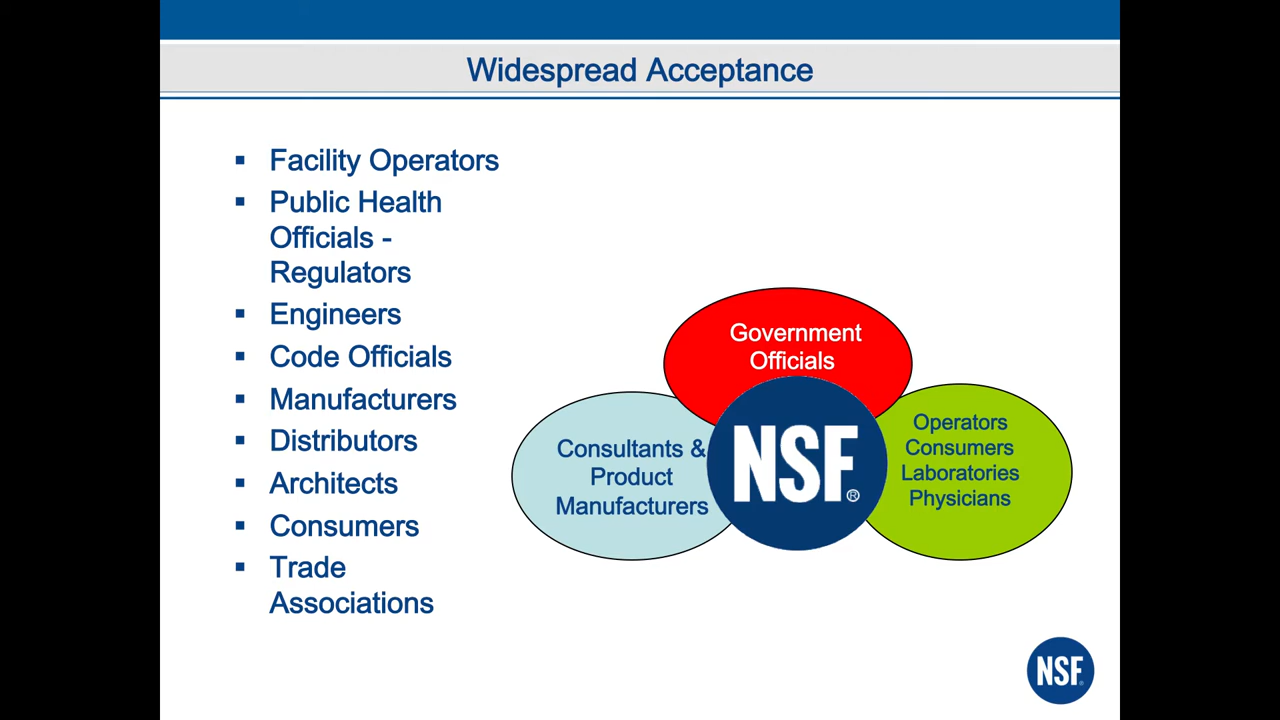 Widespread Acceptance
▪ Facility Operators
▪ Public Health
Officials -
Regulators
▪ Engineers
▪ Code Officials
▪ Manufacturers
▪ Distributors
▪ Architects
▪ Consumers
▪ Trade
Associations
Government
Officials
Consultants &
Product
Manufacturers
NSF®
Operators
Consumers
Laboratories
Physicians
NSF®